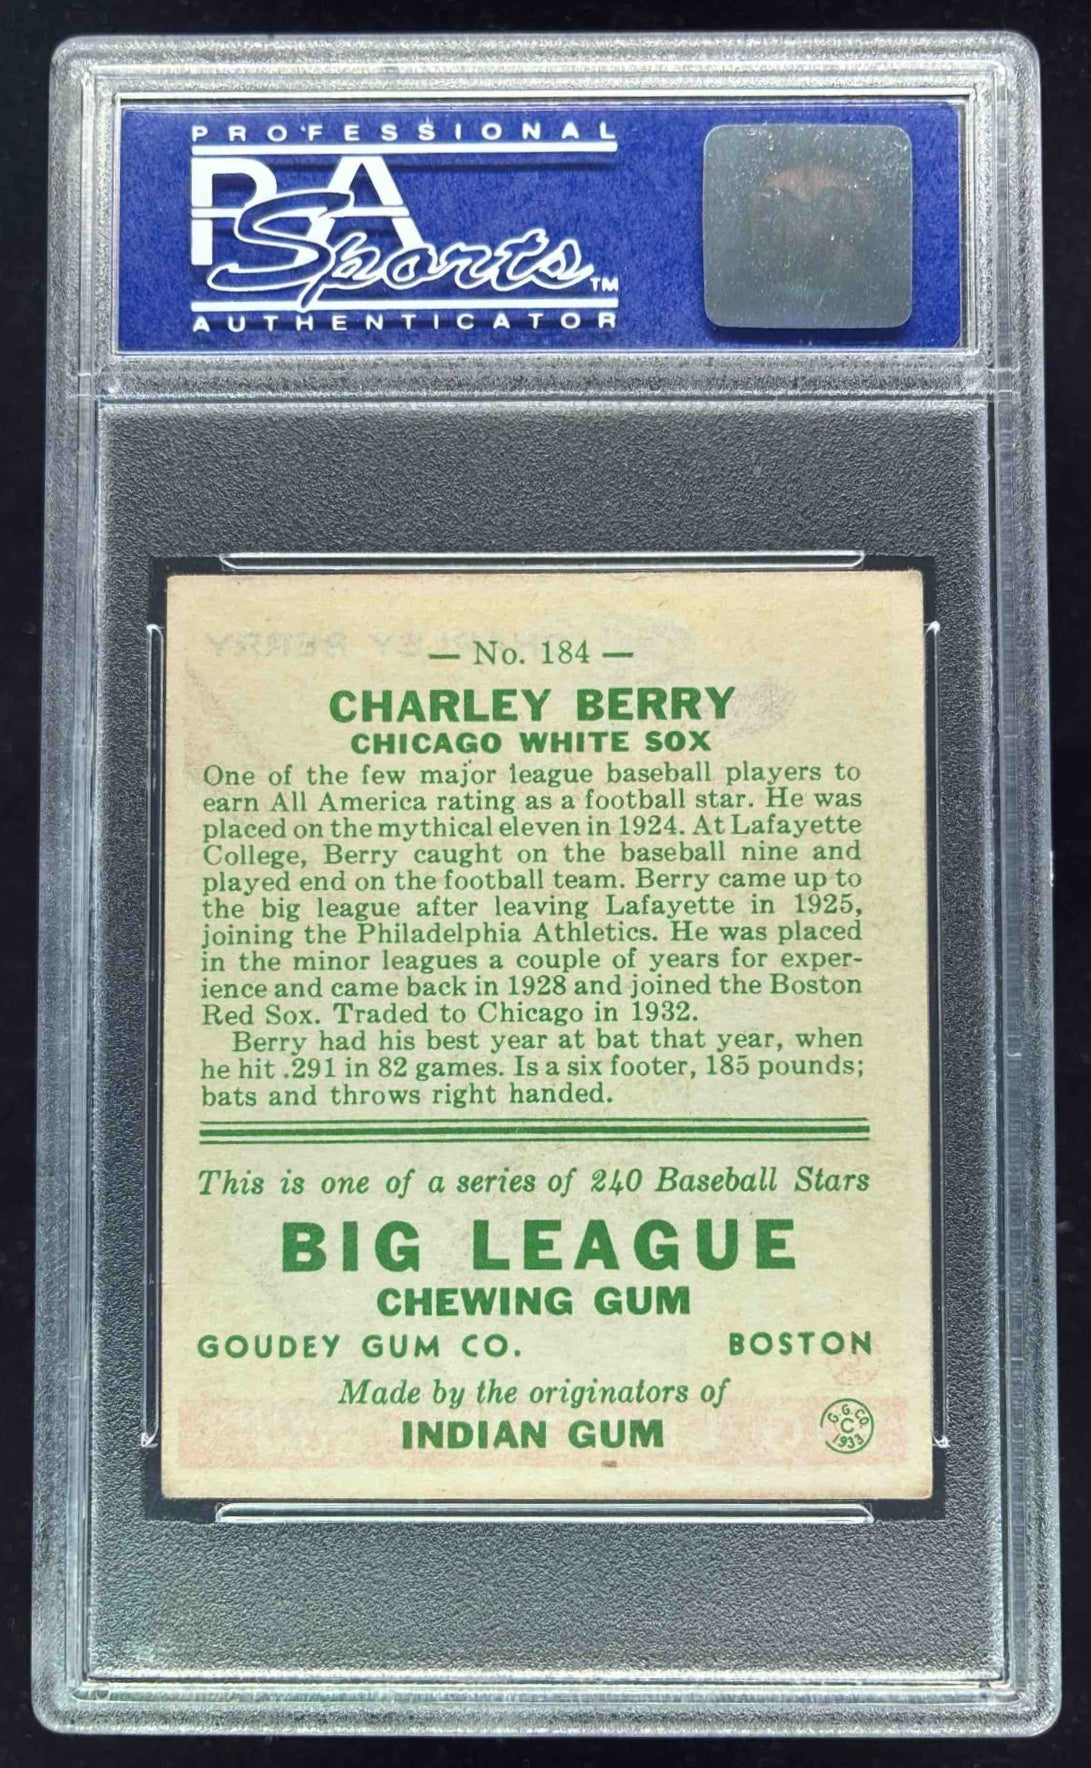 PROFESSIONAL
PSA
Sports™
AUTHENTICATOR
— No. 184 —
CHARLEY BERRY
CHICAGO WHITE SOX
One of the few major league baseball players to
earn All America rating as a football star. He was
placed on the mythical eleven in 1924. At Lafayette
College, Berry caught on the baseball nine and
played end on the football team. Berry came up to
the big league after leaving Lafayette in 1925,
joining the Philadelphia Athletics. He was placed
in the minor leagues a couple of years for exper-
ience and came back in 1928 and joined the Boston
Red Sox. Traded to Chicago in 1932.
Berry had his best year at bat that year, when
he hit .291 in 82 games. Is a six footer, 185 pounds;
bats and throws right handed.
This is one of a series of 240 Baseball Stars
BIG LEAGUE
CHEWING GUM
GOUDEY GUM CO. BOSTON
Made by the originators of
INDIAN GUM
G. G. CO.
C
1933